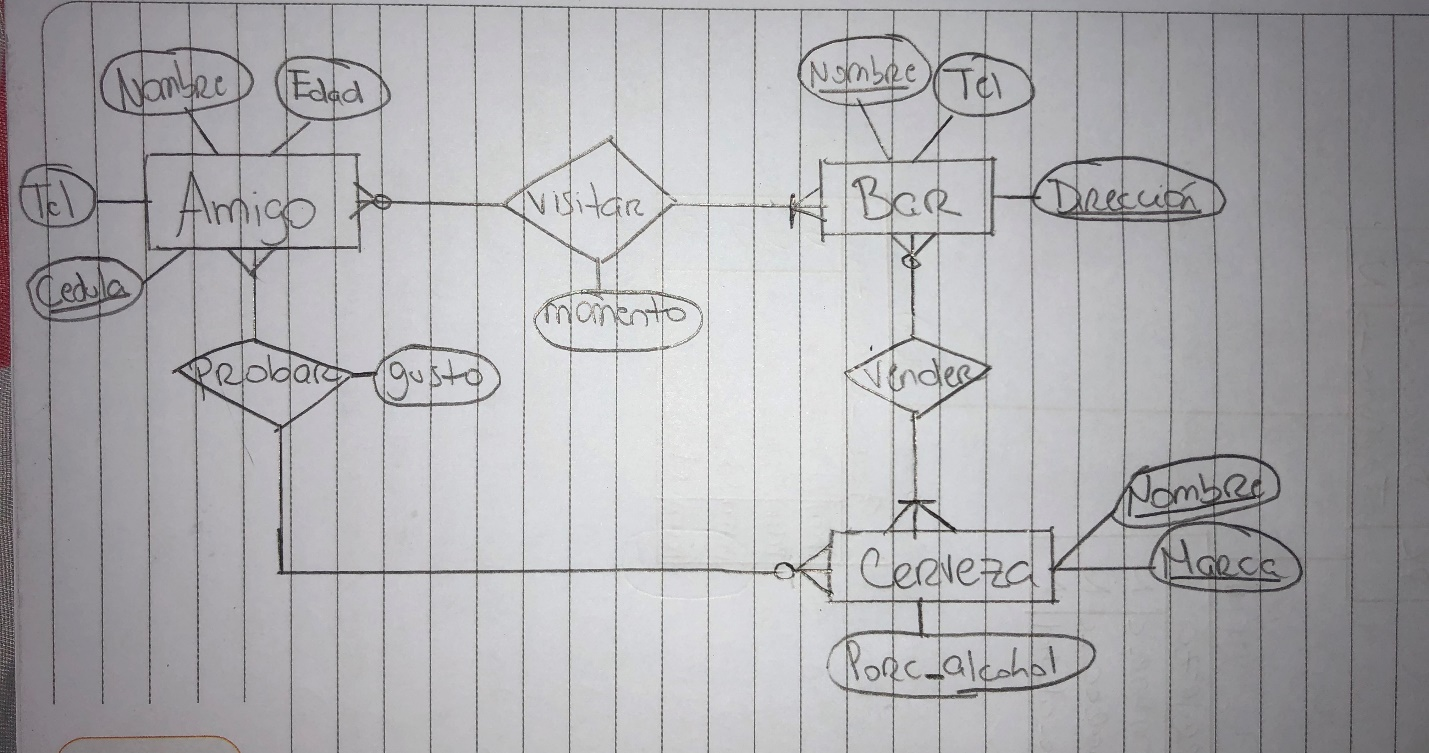 Nombre
Edad
Nombre
Tel
Tel
Amigo
Visitar
Bar
Dirección
Cedula
momento
Probar
gusto
Vender
Nombre
Cerveza
Marca
Porc_alcohol